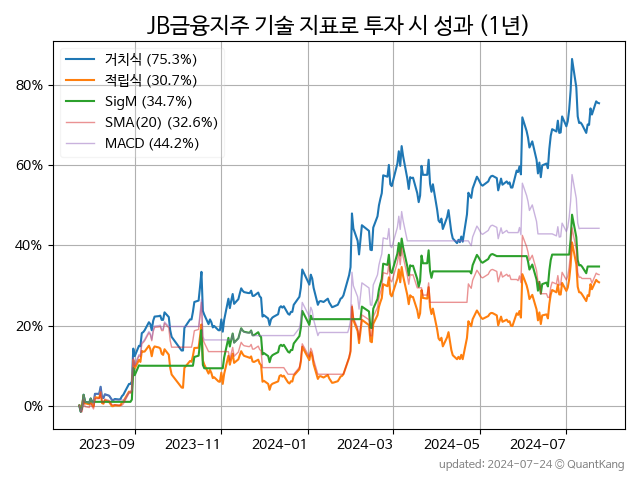 JB금융지주 기술 지표로 투자 시 성과 (1년)
거치식 (75.3%)
적립식 (30.7%)
SigM (34.7%)
SMA(20) (32.6%)
MACD (44.2%)
80%
60%
40%
20%
0%
2023-09 2023-11 2024-01 2024-03 2024-05 2024-07
updated: 2024-07-24 © QuantKang